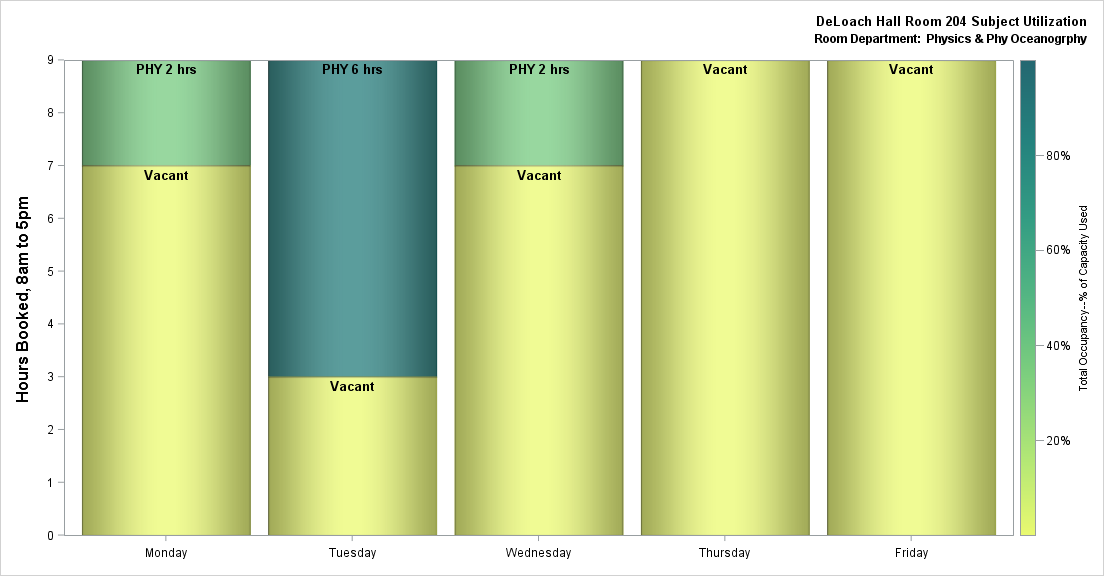 DeLoach Hall Room 204 Subject Utilization
Room Department: Physics & Phy Oceanogrphy
Hours Booked, 8am to 5pm
9
8
7
6
5
4
3
2
1
0
PHY 2 hrs
Vacant
PHY 6 hrs
Vacant
PHY 2 hrs
Vacant
Vacant
Vacant
Monday
Tuesday
Wednesday
Thursday
Friday
80%
60%
40%
20%
Total Occupancy--% of Capacity Used